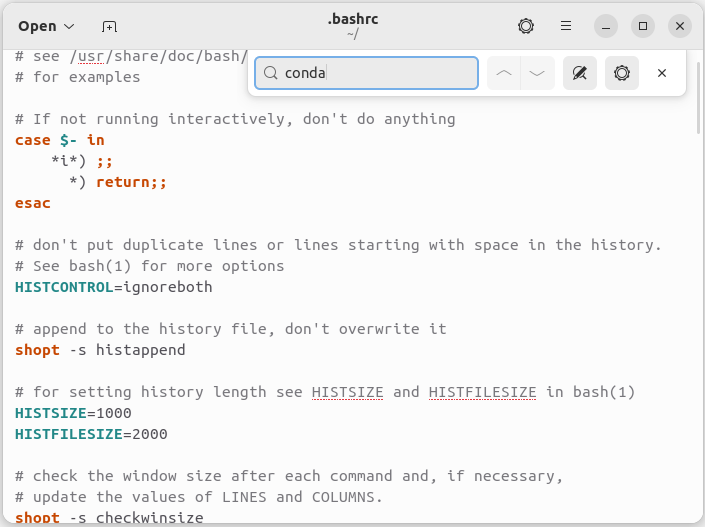 Open
.bashrc
~/
# see /usr/share/doc/bash/
conda
# for examples
# If not running interactively, don't do anything
case $- in
    *i*) ;;
      *) return;;
esac
# don't put duplicate lines or lines starting with space in the history.
# See bash(1) for more options
HISTCONTROL=ignoreboth
# append to the history file, don't overwrite it
shopt -s histappend
# for setting history length see HISTSIZE and HISTFILESIZE in bash(1)
HISTSIZE=1000
HISTFILESIZE=2000
# check the window size after each command and, if necessary,
# update the values of LINES and COLUMNS.
shopt -s checkwinsize